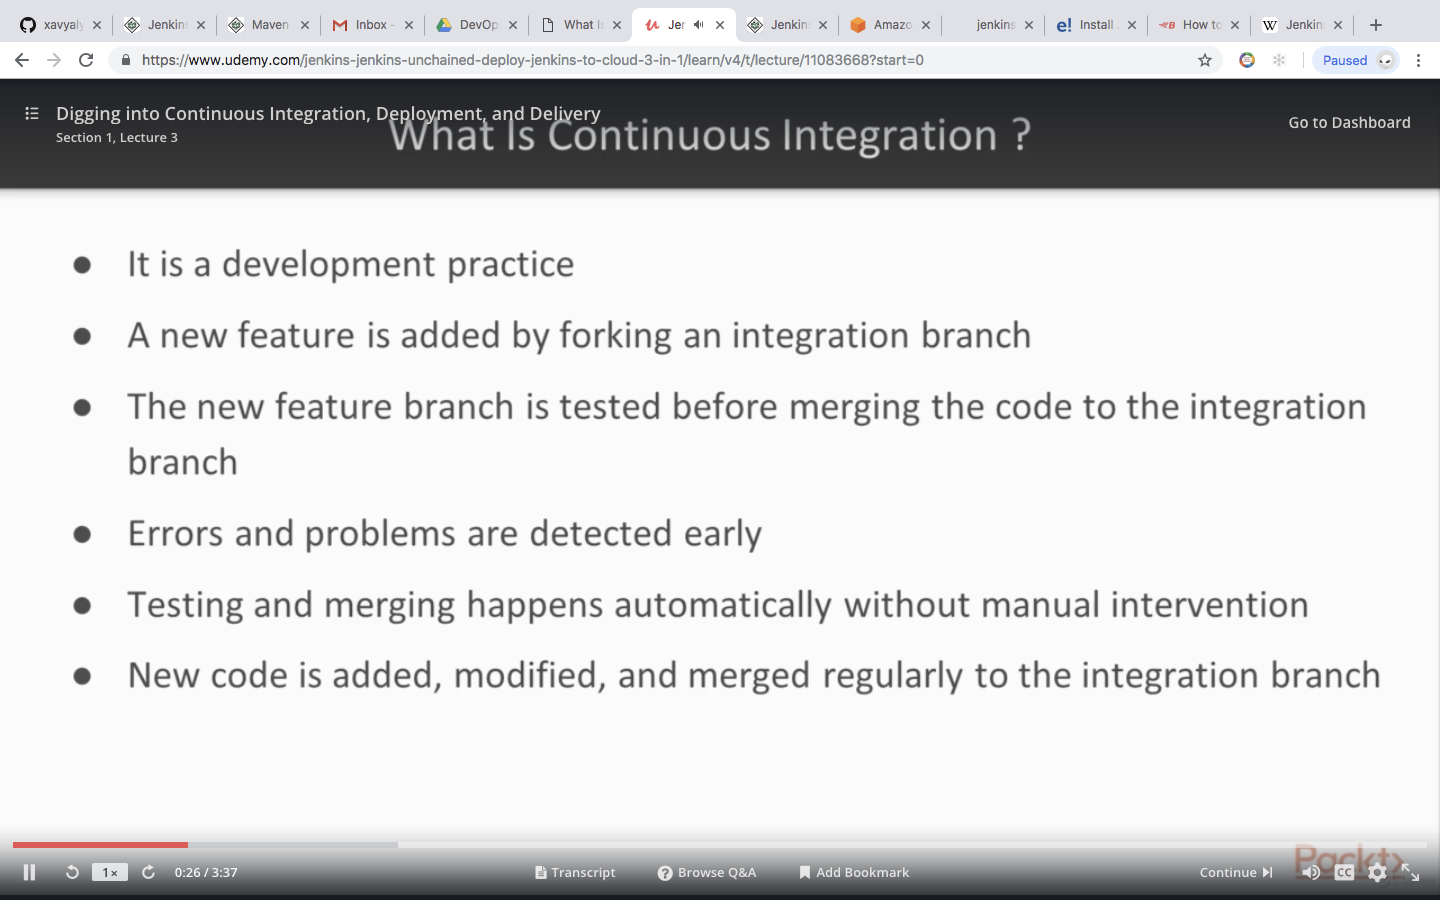 xavyaly
Jenkins
Maven
Inbox -
DevOp
What Is
Jer
Jenkin
Amazo
jenkins
Install
How to
Jenkin
https://www.udemy.com/jenkins-jenkins-unchained-deploy-jenkins-to-cloud-3-in-1/learn/v4/t/lecture/11083668?start=0
Paused
Digging into Continuous Integration, Deployment, and Delivery
Section 1, Lecture 3
Go to Dashboard
What Is Continuous Integration ?
● It is a development practice
● A new feature is added by forking an integration branch
● The new feature branch is tested before merging the code to the integration
branch
● Errors and problems are detected early
● Testing and merging happens automatically without manual intervention
● New code is added, modified, and merged regularly to the integration branch
Packt>
1×
0:26 / 3:37
Transcript
? Browse Q&A
Add Bookmark
Continue
CC